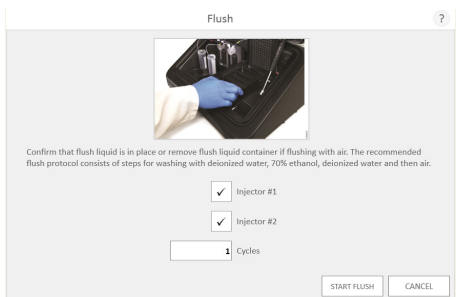 Flush
?
Confirm that flush liquid is in place or remove flush liquid container if flushing with air. The recommended
flush protocol consists of steps for washing with deionized water, 70% ethanol, deionized water and then air.
Injector #1
Injector #2
1 Cycles
START FLUSH CANCEL